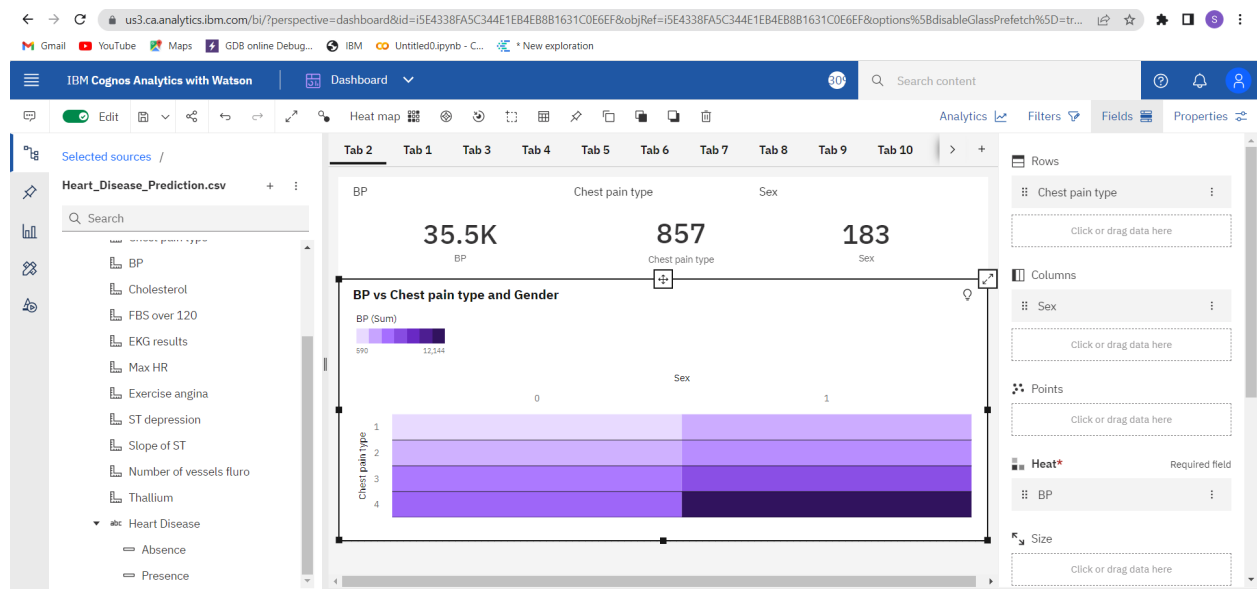 us3.ca.analytics.ibm.com/bi/?perspective=dashboard&id=i5E4338FA5C344E1EB4EB8B1631C0E6EF&objRef=i5E4338FA5C344E1EB4EB8B1631C0E6EF&options%5BdisableGlassPrefetch%5D=tr... S
Gmail YouTube Maps GDB online Debug... IBM Untitled0.ipynb - C... * New exploration
IBM Cognos Analytics with Watson Dashboard Search content
Edit Heat map Analytics Filters Fields Properties
Selected sources /
Heart_Disease_Prediction.csv
Search
Chest pain type
BP
Cholesterol
FBS over 120
EKG results
Max HR
Exercise angina
ST depression
Slope of ST
Number of vessels fluro
Thallium
abc Heart Disease
Absence
Presence
Tab 2 Tab 1 Tab 3 Tab 4 Tab 5 Tab 6 Tab 7 Tab 8 Tab 9 Tab 10
BP Chest pain type Sex
35.5K 857 183
BP Chest pain type Sex
BP vs Chest pain type and Gender
BP (Sum)
590 12,144
Sex
0 1
Chest pain type
1
2
3
4
Rows
Chest pain type
Click or drag data here
Columns
Sex
Click or drag data here
Points
Click or drag data here
Heat* Required field
BP
Size
Click or drag data here